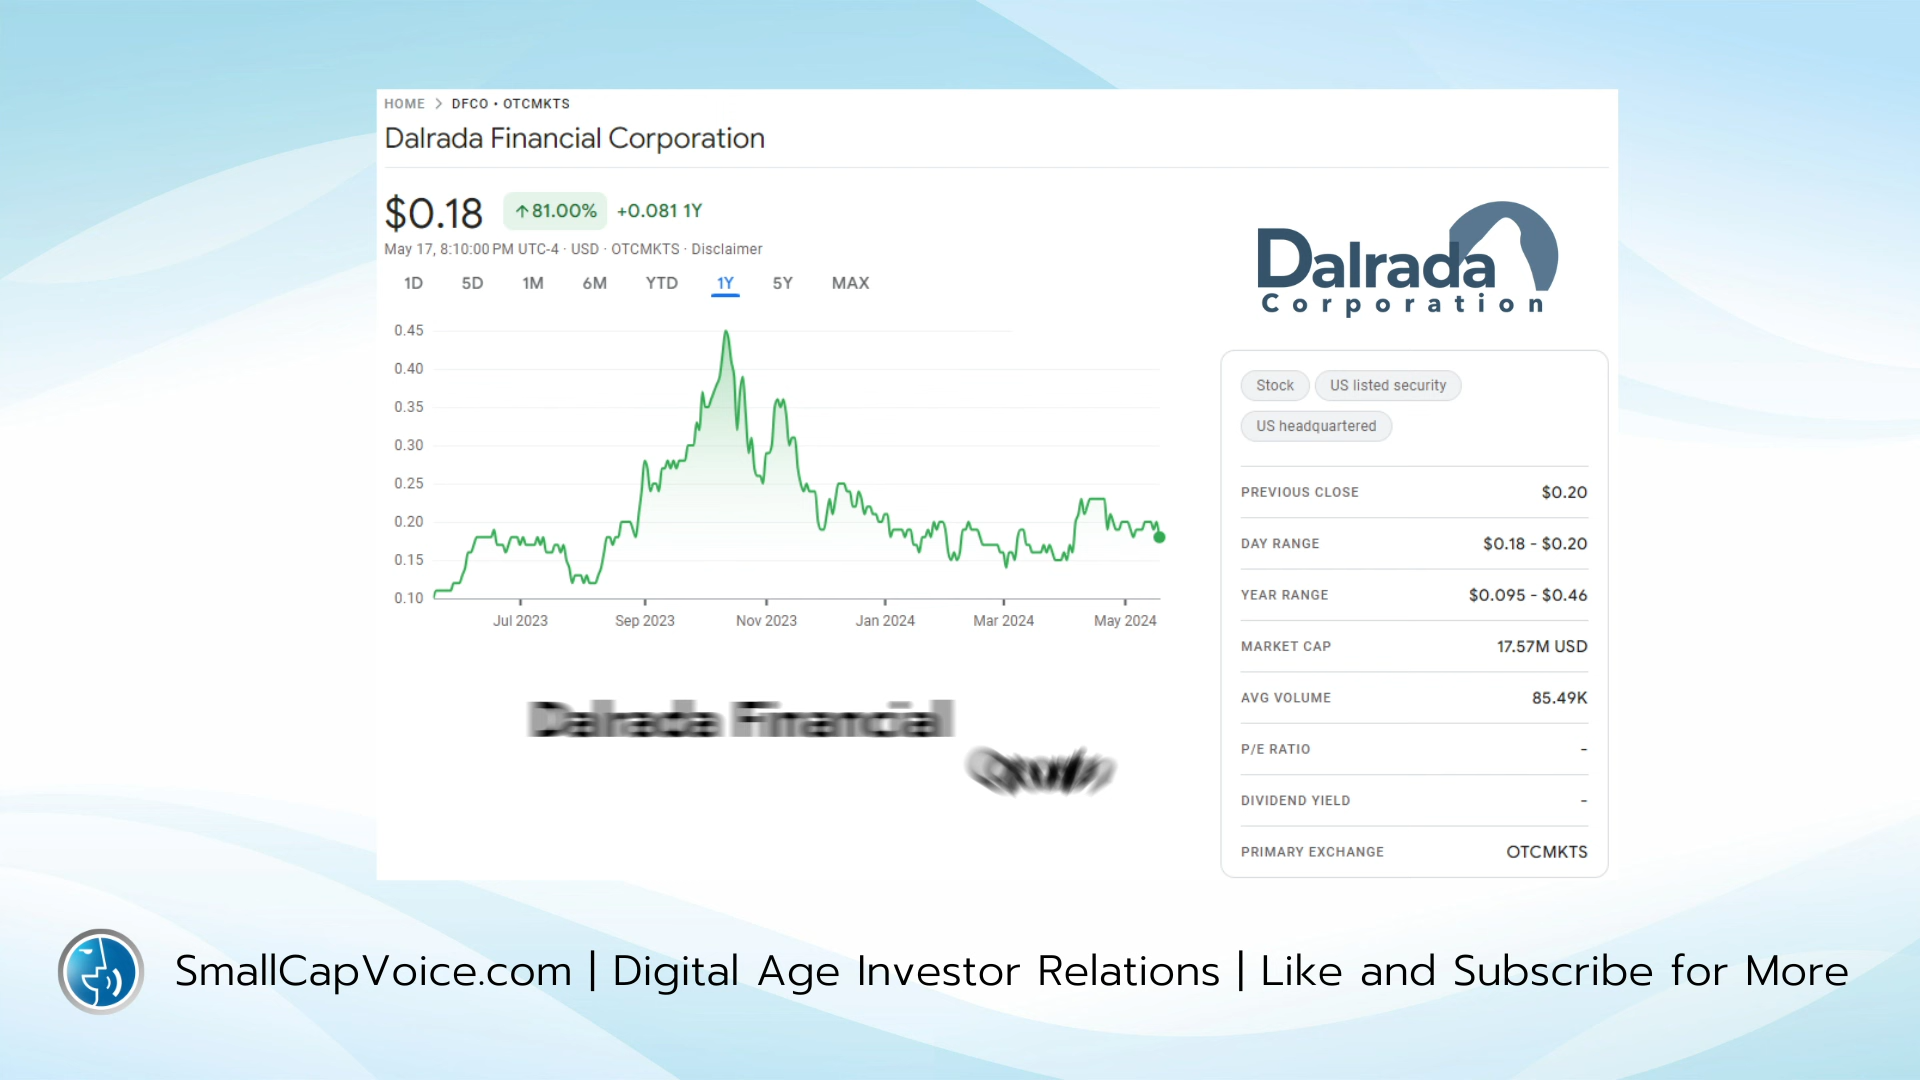 HOME > DFCO • OTCMKTS
Dalrada Financial Corporation
$0.18 ↑81.00% +0.081 1Y
May 17, 8:10:00 PM UTC-4 · USD · OTCMKTS · Disclaimer
1D 5D 1M 6M YTD 1Y 5Y MAX
0.45
0.40
0.35
0.30
0.25
0.20
0.15
0.10
Jul 2023 Sep 2023 Nov 2023 Jan 2024 Mar 2024 May 2024
Dalrada Financial
Dalrada
Corporation
Stock US listed security
US headquartered
PREVIOUS CLOSE $0.20
DAY RANGE $0.18 - $0.20
YEAR RANGE $0.095 - $0.46
MARKET CAP 17.57M USD
AVG VOLUME 85.49K
P/E RATIO -
DIVIDEND YIELD -
PRIMARY EXCHANGE OTCMKTS
SmallCapVoice.com | Digital Age Investor Relations | Like and Subscribe for More